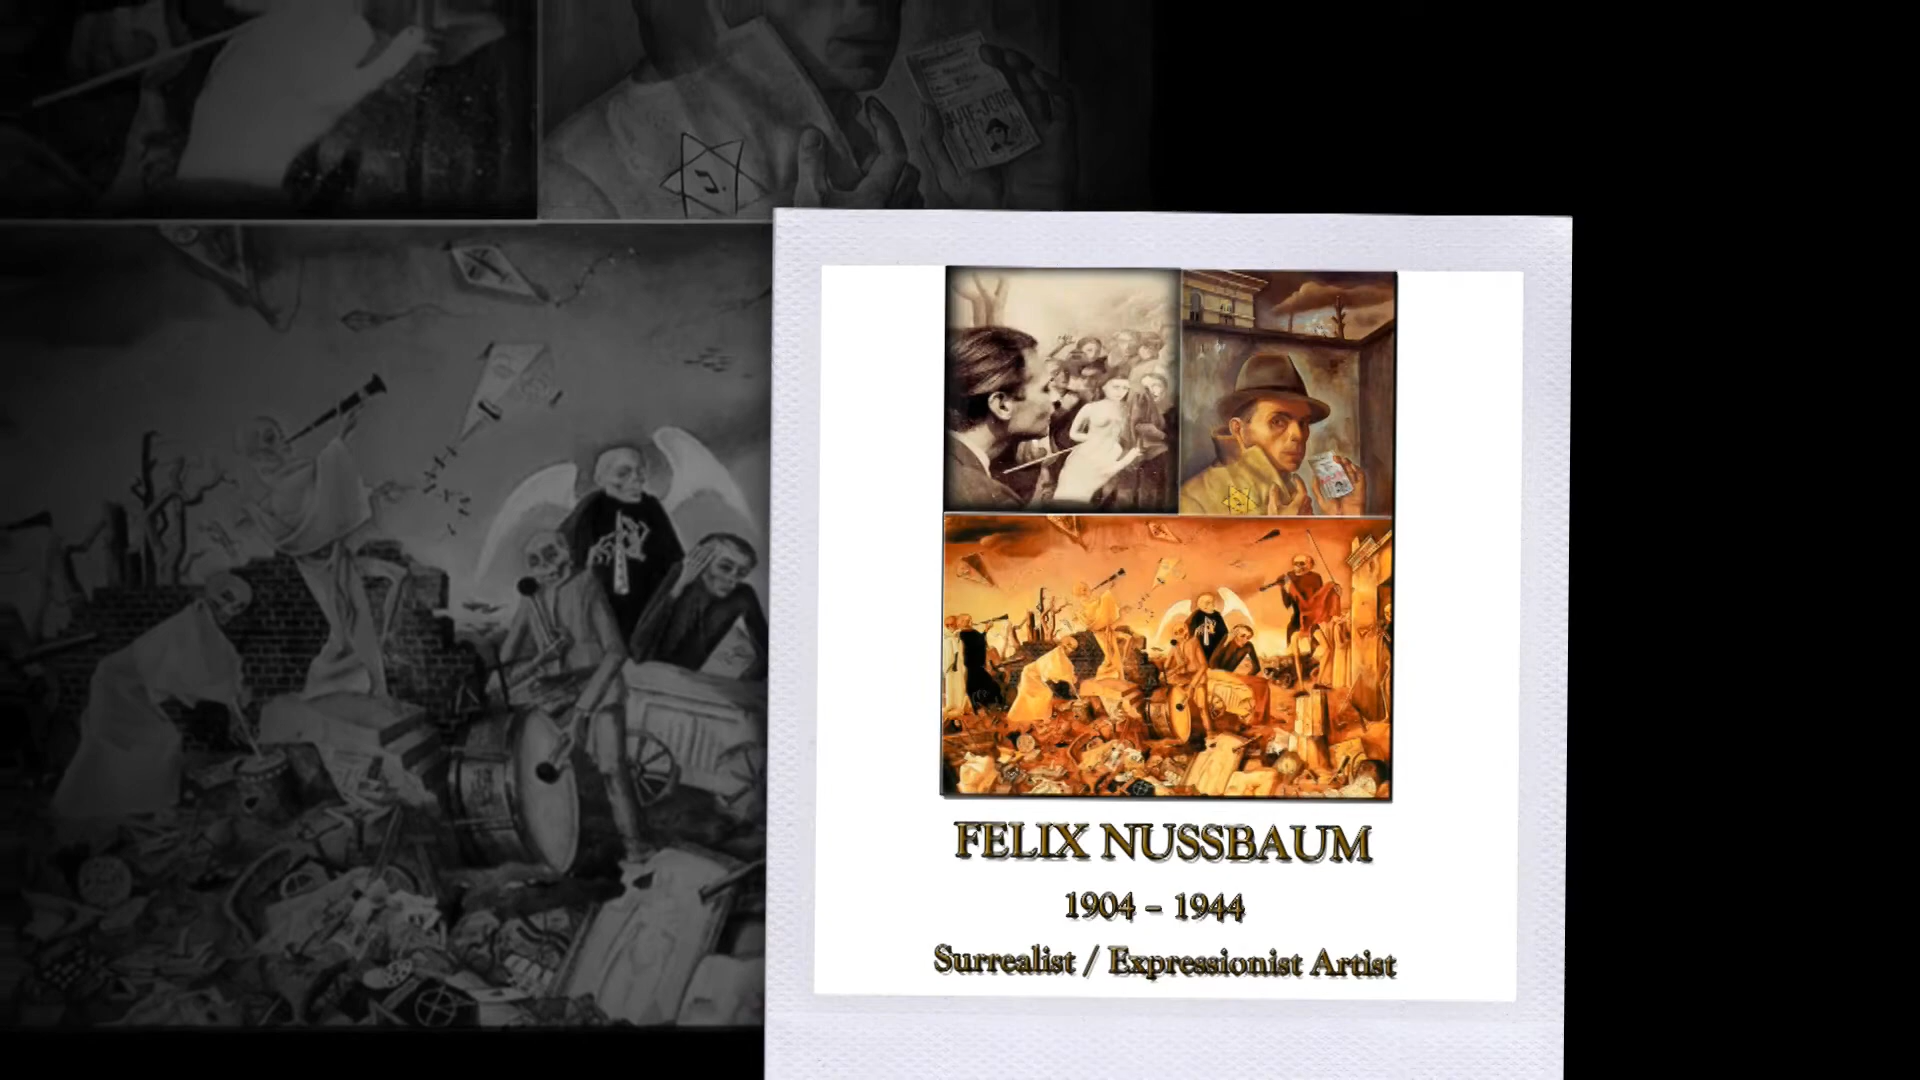 FELIX NUSSBAUM
1904 – 1944
Surrealist / Expressionist Artist